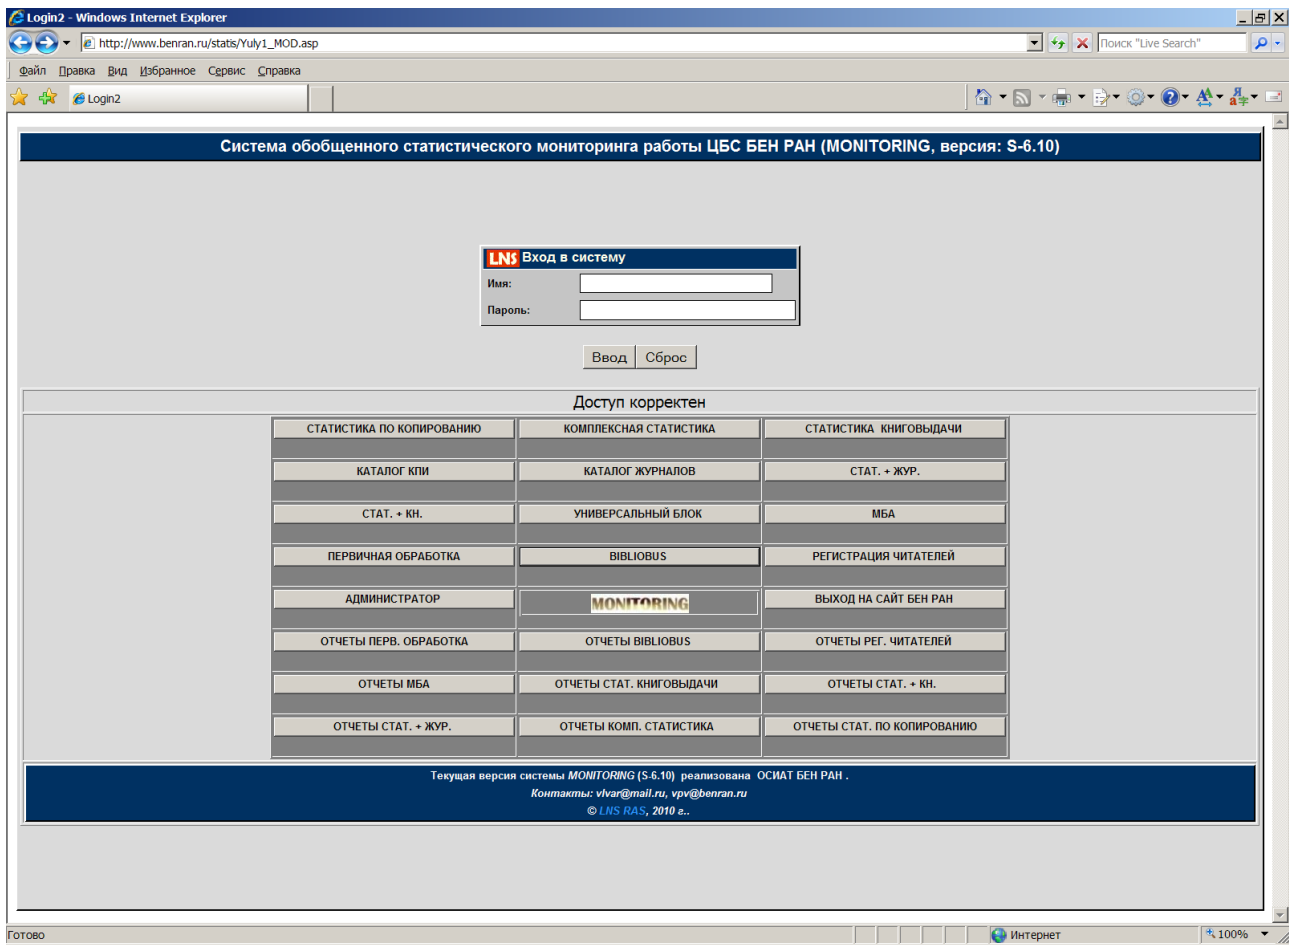 Login2 - Windows Internet Explorer
http://www.benran.ru/statis/Yuly1_MOD.asp
Поиск "Live Search"
Файл Правка Вид Избранное Сервис Справка
Login2
Система обобщенного статистического мониторинга работы ЦБС БЕН РАН (MONITORING, версия: S-6.10)
LNS Вход в систему
Имя:
Пароль:
Ввод Сброс
Доступ корректен
СТАТИСТИКА ПО КОПИРОВАНИЮ КОМПЛЕКСНАЯ СТАТИСТИКА СТАТИСТИКА КНИГОВЫДАЧИ
КАТАЛОГ КПИ КАТАЛОГ ЖУРНАЛОВ СТАТ. + ЖУР.
СТАТ. + КН. УНИВЕРСАЛЬНЫЙ БЛОК МБА
ПЕРВИЧНАЯ ОБРАБОТКА BIBLIOBUS РЕГИСТРАЦИЯ ЧИТАТЕЛЕЙ
АДМИНИСТРАТОР MONITORING ВЫХОД НА САЙТ БЕН РАН
ОТЧЕТЫ ПЕРВ. ОБРАБОТКА ОТЧЕТЫ BIBLIOBUS ОТЧЕТЫ РЕГ. ЧИТАТЕЛЕЙ
ОТЧЕТЫ МБА ОТЧЕТЫ СТАТ. КНИГОВЫДАЧИ ОТЧЕТЫ СТАТ. + КН.
ОТЧЕТЫ СТАТ. + ЖУР. ОТЧЕТЫ КОМП. СТАТИСТИКА ОТЧЕТЫ СТАТ. ПО КОПИРОВАНИЮ
Текущая версия системы MONITORING (S-6.10) реализована ОСИАТ БЕН РАН .
Контакты: vlvar@mail.ru, vpv@benran.ru
© LNS RAS, 2010 г..
Готово
Интернет
100%